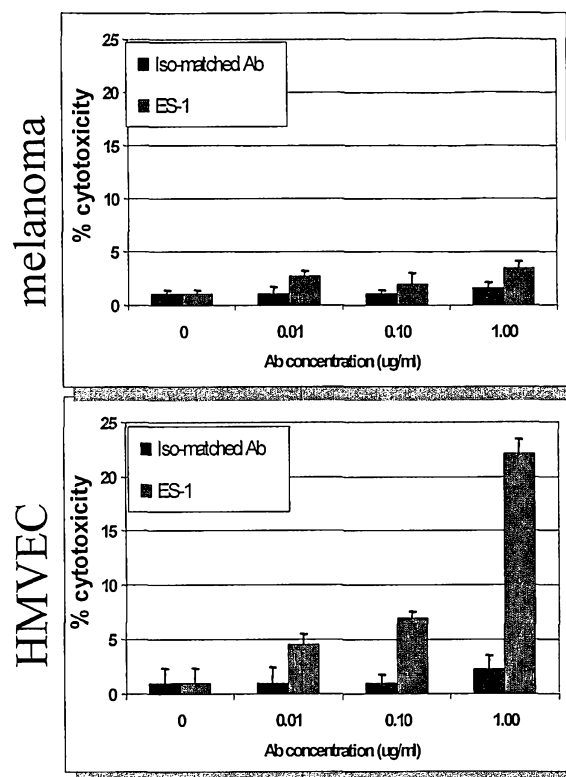 melanoma
% cytotoxicity
25
20
15
10
5
0
Iso-matched Ab
ES-1
0 0.01 0.10 1.00
Ab concentration (ug/ml)
HMVEC
% cytotoxicity
25
20
15
10
5
0
Iso-matched Ab
ES-1
0 0.01 0.10 1.00
Ab concentration (ug/ml)